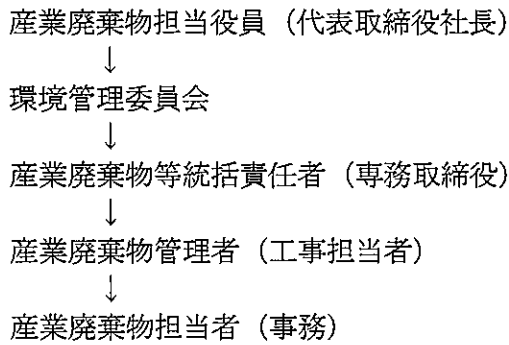 産業廃棄物担当役員（代表取締役社長）
↓
環境管理委員会
↓
産業廃棄物等統括責任者（専務取締役）
↓
産業廃棄物管理者（工事担当者）
↓
産業廃棄物担当者（事務）